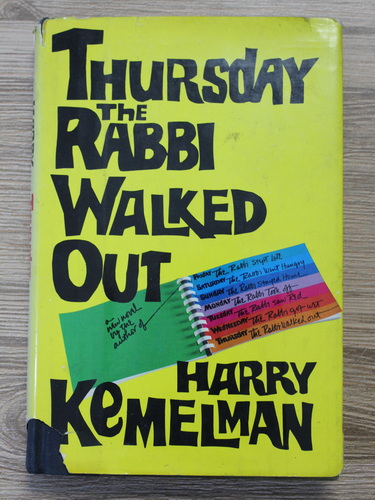 THURSDAY
THE
RABBI
WALKED
OUT
a
new novel
by the
author of
FRIDAY The Rabbi Slept Late
SATURDAY The Rabbi Went Hungry
SUNDAY The Rabbi Stayed Home
MONDAY The Rabbi Took Off
TUESDAY The Rabbi Saw Red
WEDNESDAY The Rabbi got wet
THURSDAY The Rabbi walked out
HARRY
KEMELMAN